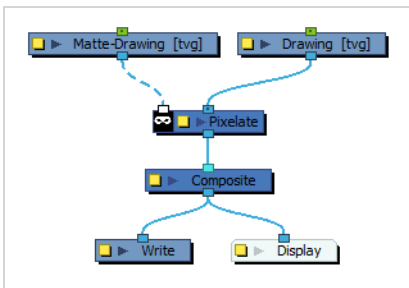 Matte-Drawing [tvg]
Drawing [tvg]
Pixelate
Composite
Write
Display